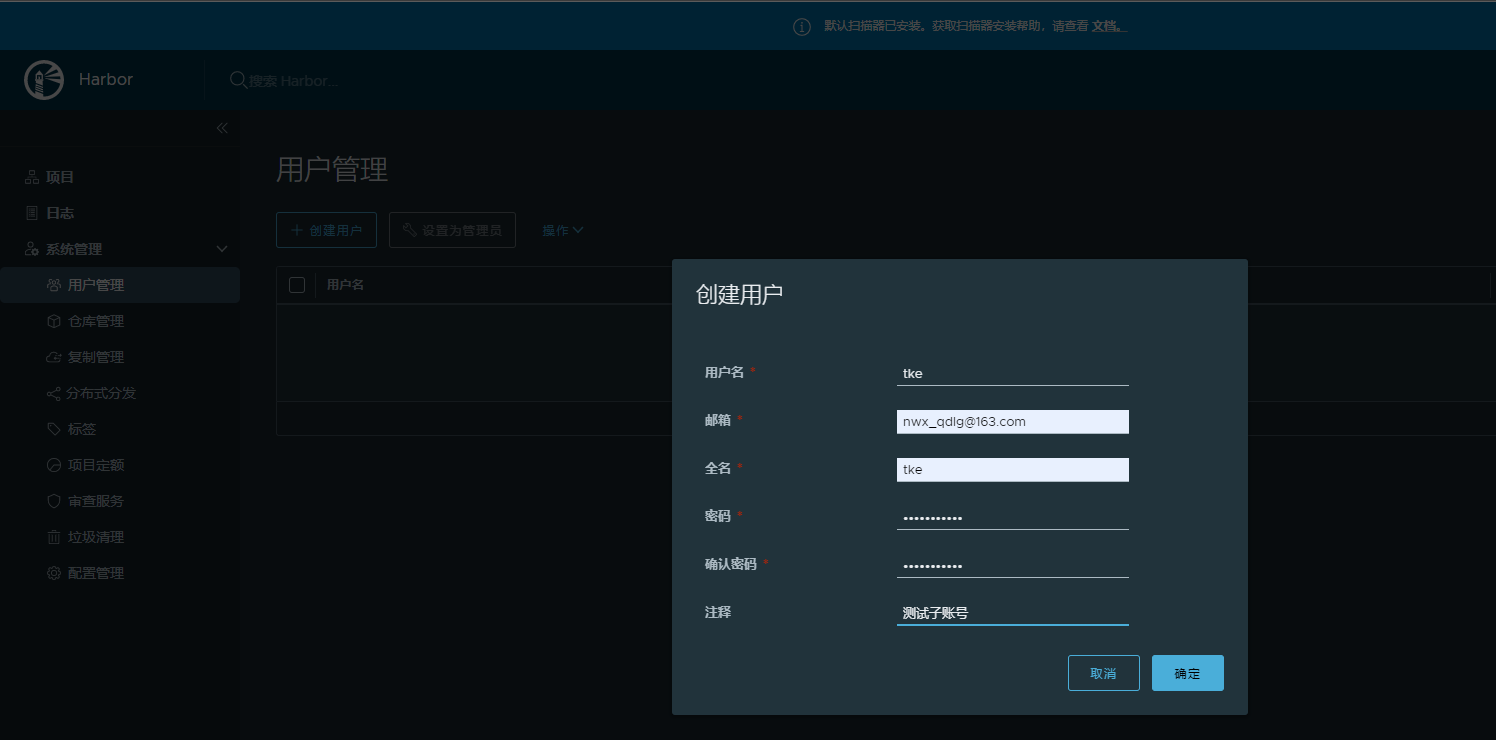 默认扫描器已安装。获取扫描器安装帮助，请查看 文档。
Harbor
搜索 Harbor...
项目
日志
系统管理
用户管理
仓库管理
复制管理
分布式分发
标签
项目定额
审查服务
垃圾清理
配置管理
用户管理
创建用户
设置为管理员
操作
用户名
创建用户
用户名 * tke
邮箱 * nwx_qdlg@163.com
全名 * tke
密码 * •••••••••••
确认密码 * •••••••••••
注释 测试子账号
取消 确定